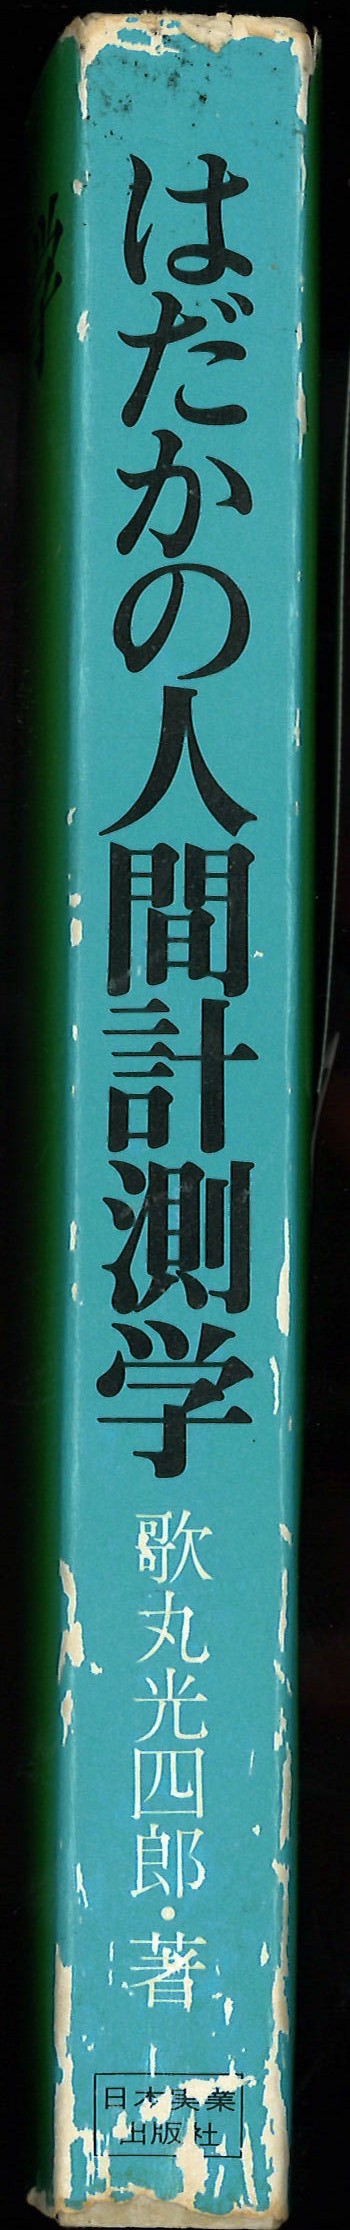 はだかの人間計測学
歌丸光四郎・著
日本実業
出版社
学